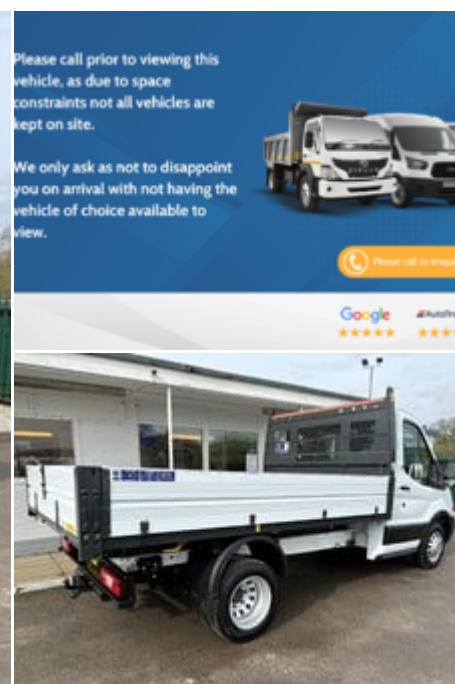 Please call prior to viewing this
vehicle, as due to space
constraints not all vehicles are
kept on site.
We only ask as not to disappoint
you on arrival with not having the
vehicle of choice available to
view.
Please call to enqui
Google
AutoTra